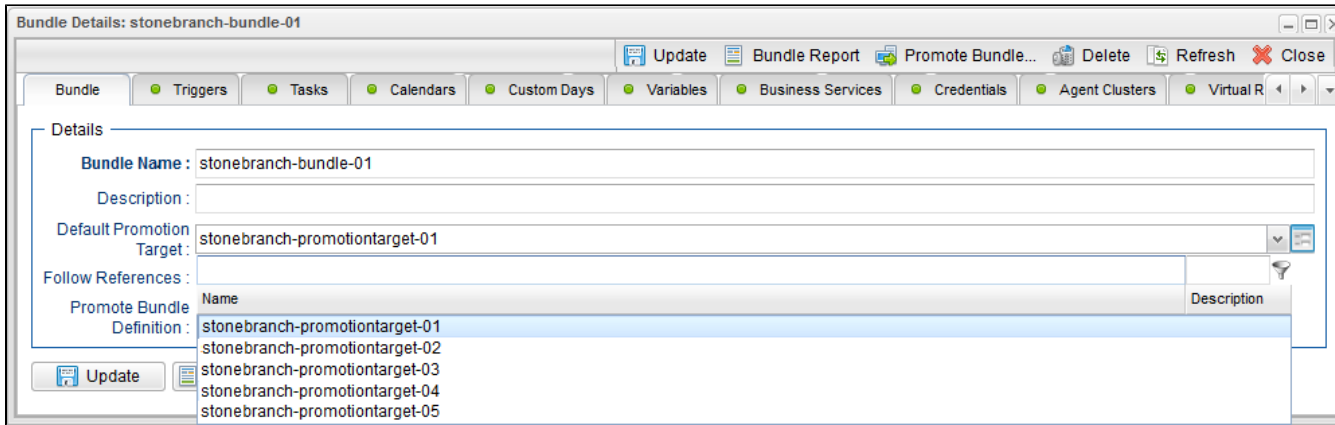 Bundle Details: stonebranch-bundle-01
Update Bundle Report Promote Bundle... Delete Refresh Close
Bundle Triggers Tasks Calendars Custom Days Variables Business Services Credentials Agent Clusters Virtual R
Details
Bundle Name : stonebranch-bundle-01
Description :
Default Promotion
Target : stonebranch-promotiontarget-01
Follow References :
Promote Bundle
Definition :
Name Description
stonebranch-promotiontarget-01
stonebranch-promotiontarget-02
stonebranch-promotiontarget-03
stonebranch-promotiontarget-04
stonebranch-promotiontarget-05
Update